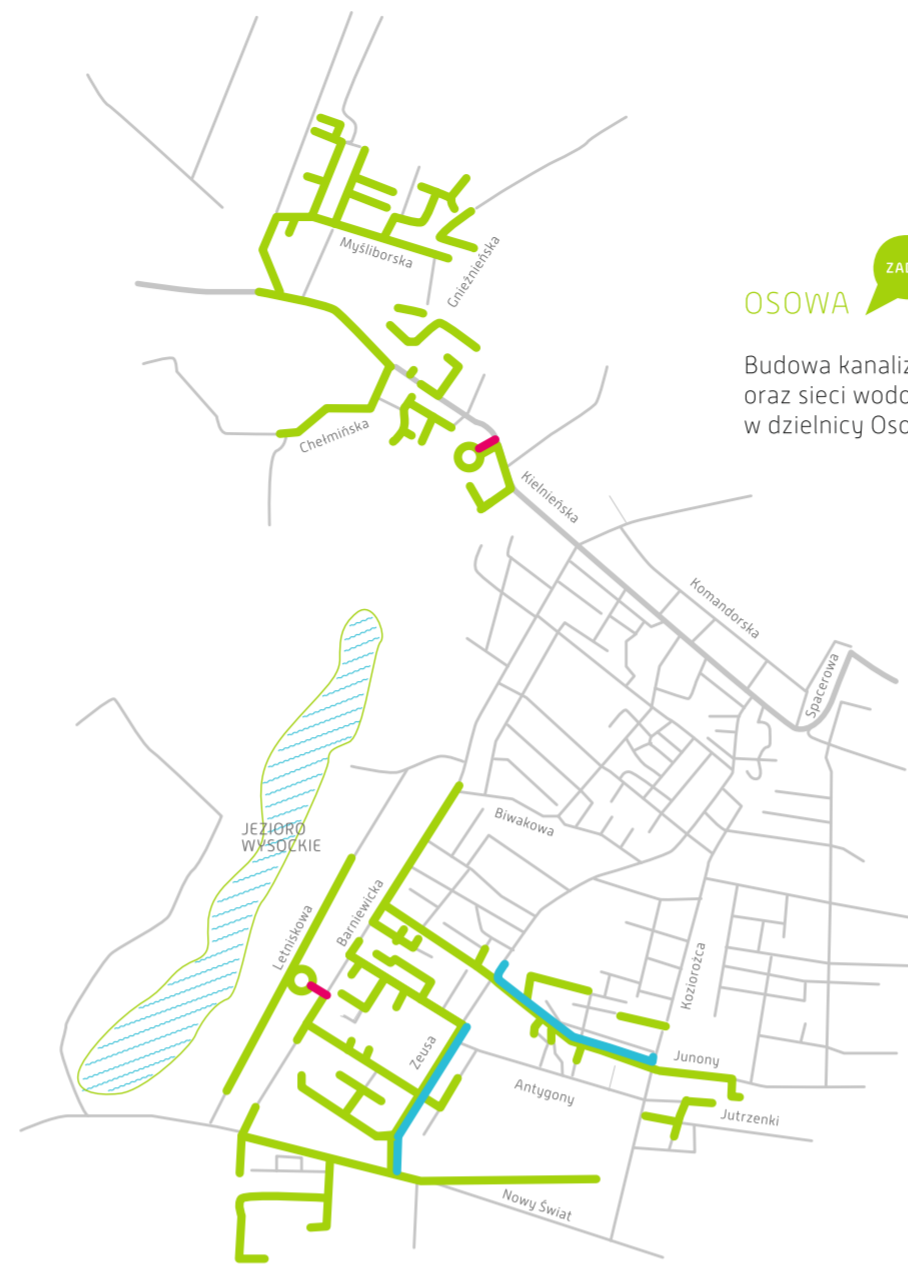 Myśliborska
Gnieźnieńska
ZA
OSOWA
Budowa kanaliz
oraz sieci wodo
w dzielnicy Oso
Chełmińska
Kielnieńska
Komandorska
Spacerowa
Biwakowa
JEZIORO
WYSOCKIE
Letniskowa
Barniewicka
Koziorożca
Zeusa
Junony
Antygony
Jutrzenki
Nowy Świat